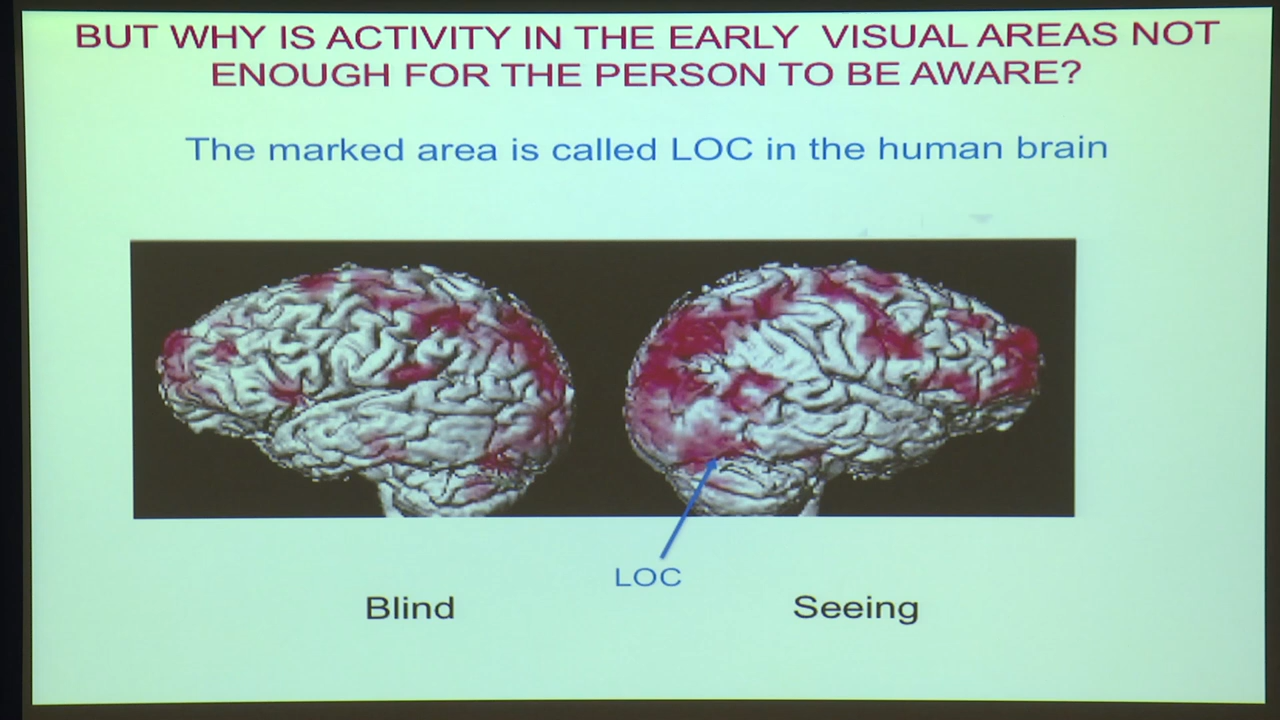 BUT WHY IS ACTIVITY IN THE EARLY VISUAL AREAS NOT
ENOUGH FOR THE PERSON TO BE AWARE?
The marked area is called LOC in the human brain
LOC
Blind
Seeing